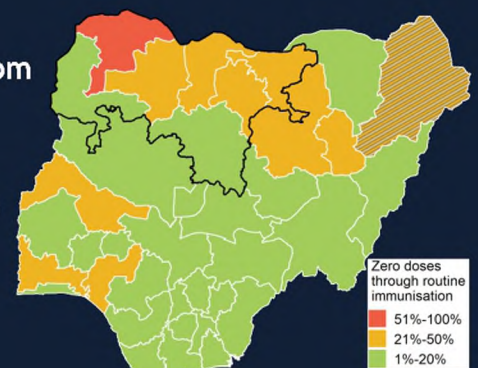 om
Zero doses
through routine
immunisation
51%-100%
21%-50%
1%-20%